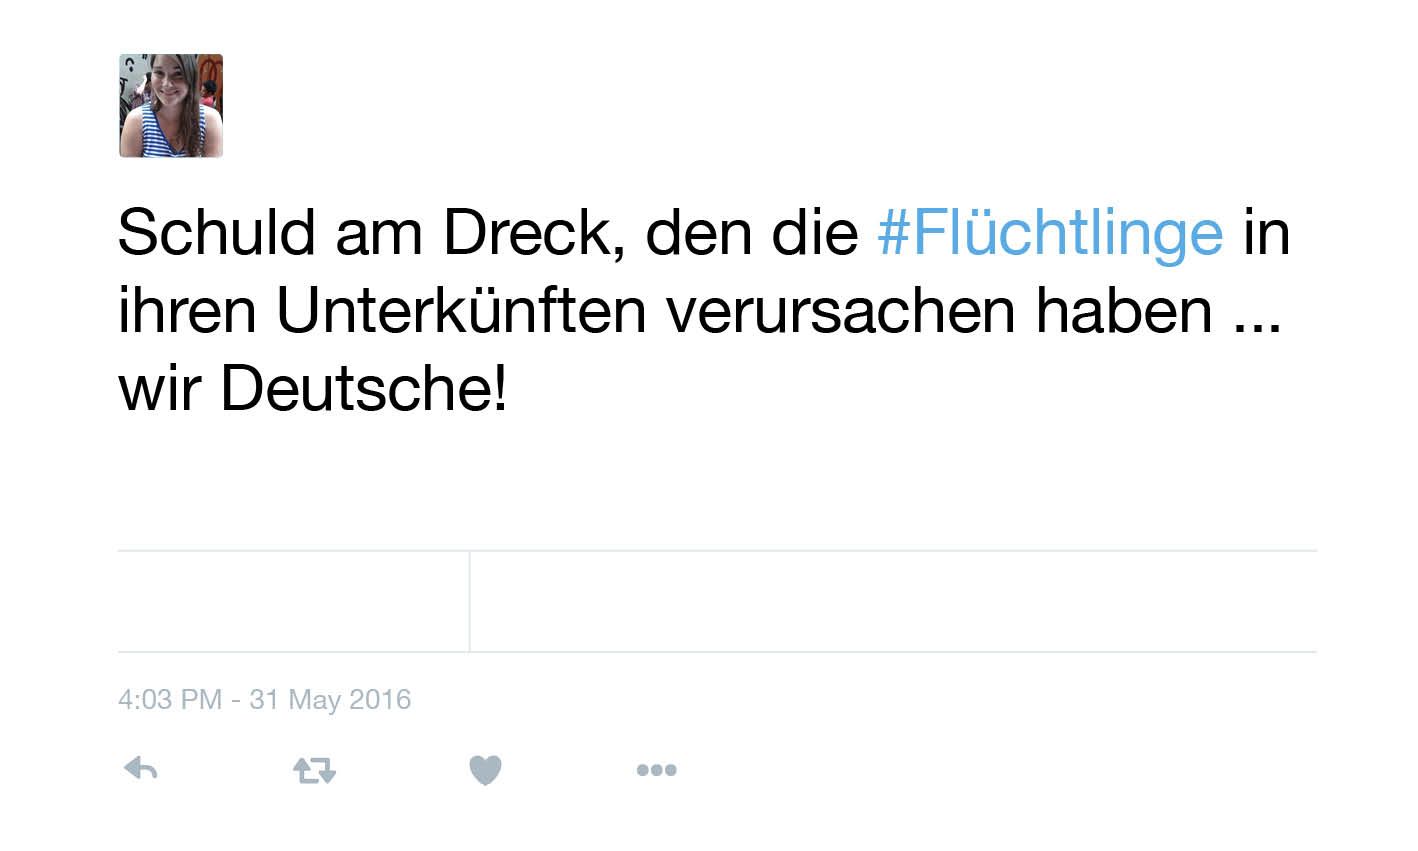 Schuld am Dreck, den die #Flüchtlinge in
ihren Unterkünften verursachen haben ...
wir Deutsche!
4:03 PM - 31 May 2016